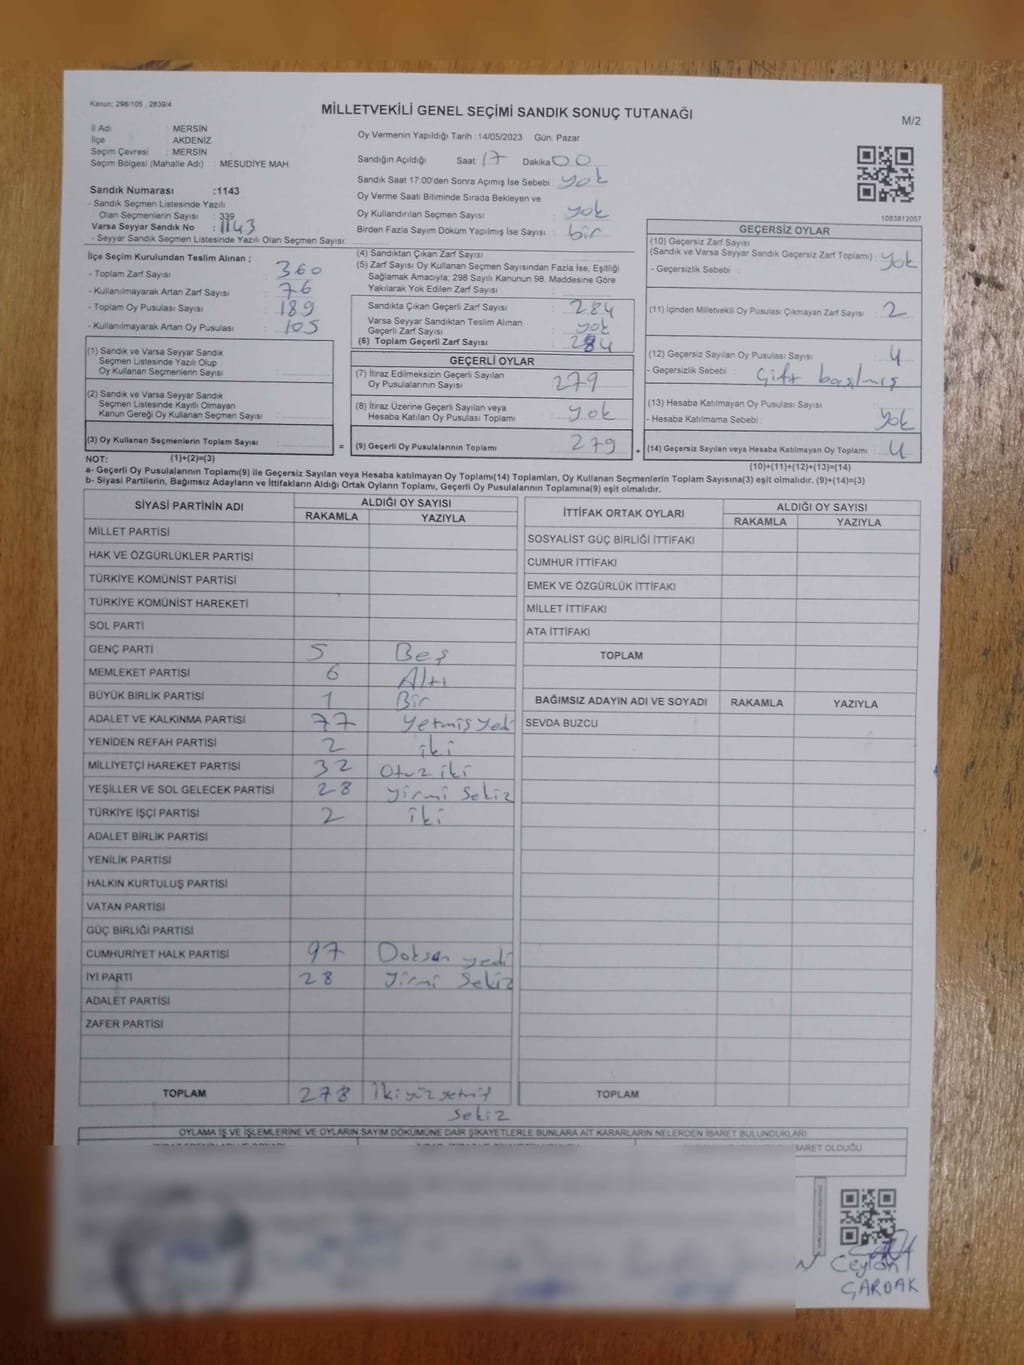 Kanun: 298/105 , 2839/4
MİLLETVEKİLİ GENEL SEÇİMİ SANDIK SONUÇ TUTANAĞI
M/2
İl Adı : MERSİN
İlçe : AKDENİZ
Seçim Çevresi : MERSİN
Seçim Bölgesi (Mahalle Adı) : MESUDİYE MAH.
Sandık Numarası :1143
- Sandık Seçmen Listesinde Yazılı
Olan Seçmenlerin Sayısı : 339
Varsa Seyyar Sandık No : 1143
- Seyyar Sandık Seçmen Listesinde Yazılı Olan Seçmen Sayısı:
Oy Vermenin Yapıldığı Tarih : 14/05/2023 Gün: Pazar
Sandığın Açıldığı Saat: 17 Dakika: 00
Sandık Saat 17:00'den Sonra Açımış İse Sebebi : yok
Oy Verme Saati Bitiminde Sırada Bekleyen ve
Oy Kullandırılan Seçmen Sayısı : yok
Birden Fazla Sayım Döküm Yapılmış İse Sayısı : bir
1083812057
İlçe Seçim Kurulundan Teslim Alınan ;
- Toplam Zarf Sayısı : 360
- Kullanılmayarak Artan Zarf Sayısı : 76
- Toplam Oy Pusulası Sayısı : 189
- Kullanılmayarak Artan Oy Pusulası : 105
(4) Sandıktan Çıkan Zarf Sayısı :
(5) Zarf Sayısı Oy Kullanan Seçmen Sayısından Fazla İse, Eşitliği
Sağlamak Amacıyla; 298 Sayılı Kanunun 98. Maddesine Göre
Yakılarak Yok Edilen Zarf Sayısı :
Sandıkta Çıkan Geçerli Zarf Sayısı : 284
Varsa Seyyar Sandıktan Teslim Alınan
Geçerli Zarf Sayısı : yok
(6) Toplam Geçerli Zarf Sayısı : 284
GEÇERSİZ OYLAR
(10) Geçersiz Zarf Sayısı
(Sandık ve Varsa Seyyar Sandık Geçersiz Zarf Toplamı) : yok
- Geçersizlik Sebebi :
(11) İçinden Milletvekili Oy Pusulası Çıkmayan Zarf Sayısı : 2
(12) Geçersiz Sayılan Oy Pusulası Sayısı : 4
- Geçersizlik Sebebi : Çift basılmış
(13) Hesaba Katılmayan Oy Pusulası Sayısı :
- Hesaba Katılmama Sebebi : yok
(14) Geçersiz Sayılan veya Hesaba Katılmayan Oy Toplamı : 4
(10)+(11)+(12)+(13)=(14)
(1) Sandık ve Varsa Seyyar Sandık
Seçmen Listesinde Yazılı Olup
Oy Kullanan Seçmenlerin Sayısı :
(2) Sandık ve Varsa Seyyar Sandık
Seçmen Listesinde Kayıtlı Olmayan
Kanun Gereği Oy Kullanan Seçmen Sayısı :
(3) Oy Kullanan Seçmenlerin Toplam Sayısı : =
GEÇERLİ OYLAR
(7) İtiraz Edilmeksizin Geçerli Sayılan
Oy Pusulalarının Sayısı : 279
(8) İtiraz Üzerine Geçerli Sayılan veya
Hesaba Katılan Oy Pusulası Toplamı : yok
(9) Geçerli Oy Pusulalarının Toplamı : 279 +
NOT: (1)+(2)=(3)
a- Geçerli Oy Pusulalarının Toplamı(9) ile Geçersiz Sayılan veya Hesaba katılmayan Oy Toplamı(14) Toplamları, Oy Kullanan Seçmenlerin Toplam Sayısına(3) eşit olmalıdır. (9)+(14)=(3)
b- Siyasi Partilerin, Bağımsız Adayların ve İttifakların Aldığı Ortak Oyların Toplamı, Geçerli Oy Pusulalarının Toplamına(9) eşit olmalıdır.
SİYASİ PARTİNİN ADI ALDIĞI OY SAYISI
RAKAMLA YAZIYLA
MİLLET PARTİSİ
HAK VE ÖZGÜRLÜKLER PARTİSİ
TÜRKİYE KOMÜNİST PARTİSİ
TÜRKİYE KOMÜNİST HAREKETİ
SOL PARTİ
GENÇ PARTİ 5 Beş
MEMLEKET PARTİSİ 6 Altı
BÜYÜK BİRLİK PARTİSİ 1 Bir
ADALET VE KALKINMA PARTİSİ 77 Yetmiş yedi
YENİDEN REFAH PARTİSİ 2 iki
MİLLİYETÇİ HAREKET PARTİSİ 32 Otuz iki
YEŞİLLER VE SOL GELECEK PARTİSİ 28 yirmi sekiz
TÜRKİYE İŞÇİ PARTİSİ 2 iki
ADALET BİRLİK PARTİSİ
YENİLİK PARTİSİ
HALKIN KURTULUŞ PARTİSİ
VATAN PARTİSİ
GÜÇ BİRLİĞİ PARTİSİ
CUMHURİYET HALK PARTİSİ 97 Doksan yedi
İYİ PARTİ 28 Yirmi Sekiz
ADALET PARTİSİ
ZAFER PARTİSİ
TOPLAM 278 İkiyüz yetmiş
sekiz
İTTİFAK ORTAK OYLARI ALDIĞI OY SAYISI
RAKAMLA YAZIYLA
SOSYALİST GÜÇ BİRLİĞİ İTTİFAKI
CUMHUR İTTİFAKI
EMEK VE ÖZGÜRLÜK İTTİFAKI
MİLLET İTTİFAKI
ATA İTTİFAKI
TOPLAM
BAĞIMSIZ ADAYIN ADI VE SOYADI RAKAMLA YAZIYLA
SEVDA BUZCU
TOPLAM
OYLAMA İŞ VE İŞLEMLERİNE VE OYLARIN SAYIM DÖKÜMÜNE DAİR ŞİKAYETLERLE BUNLARA AİT KARARLARIN NELERDEN İBARET BULUNDUKLARI
İBARET OLDUĞU
Ceylan
GARDAK